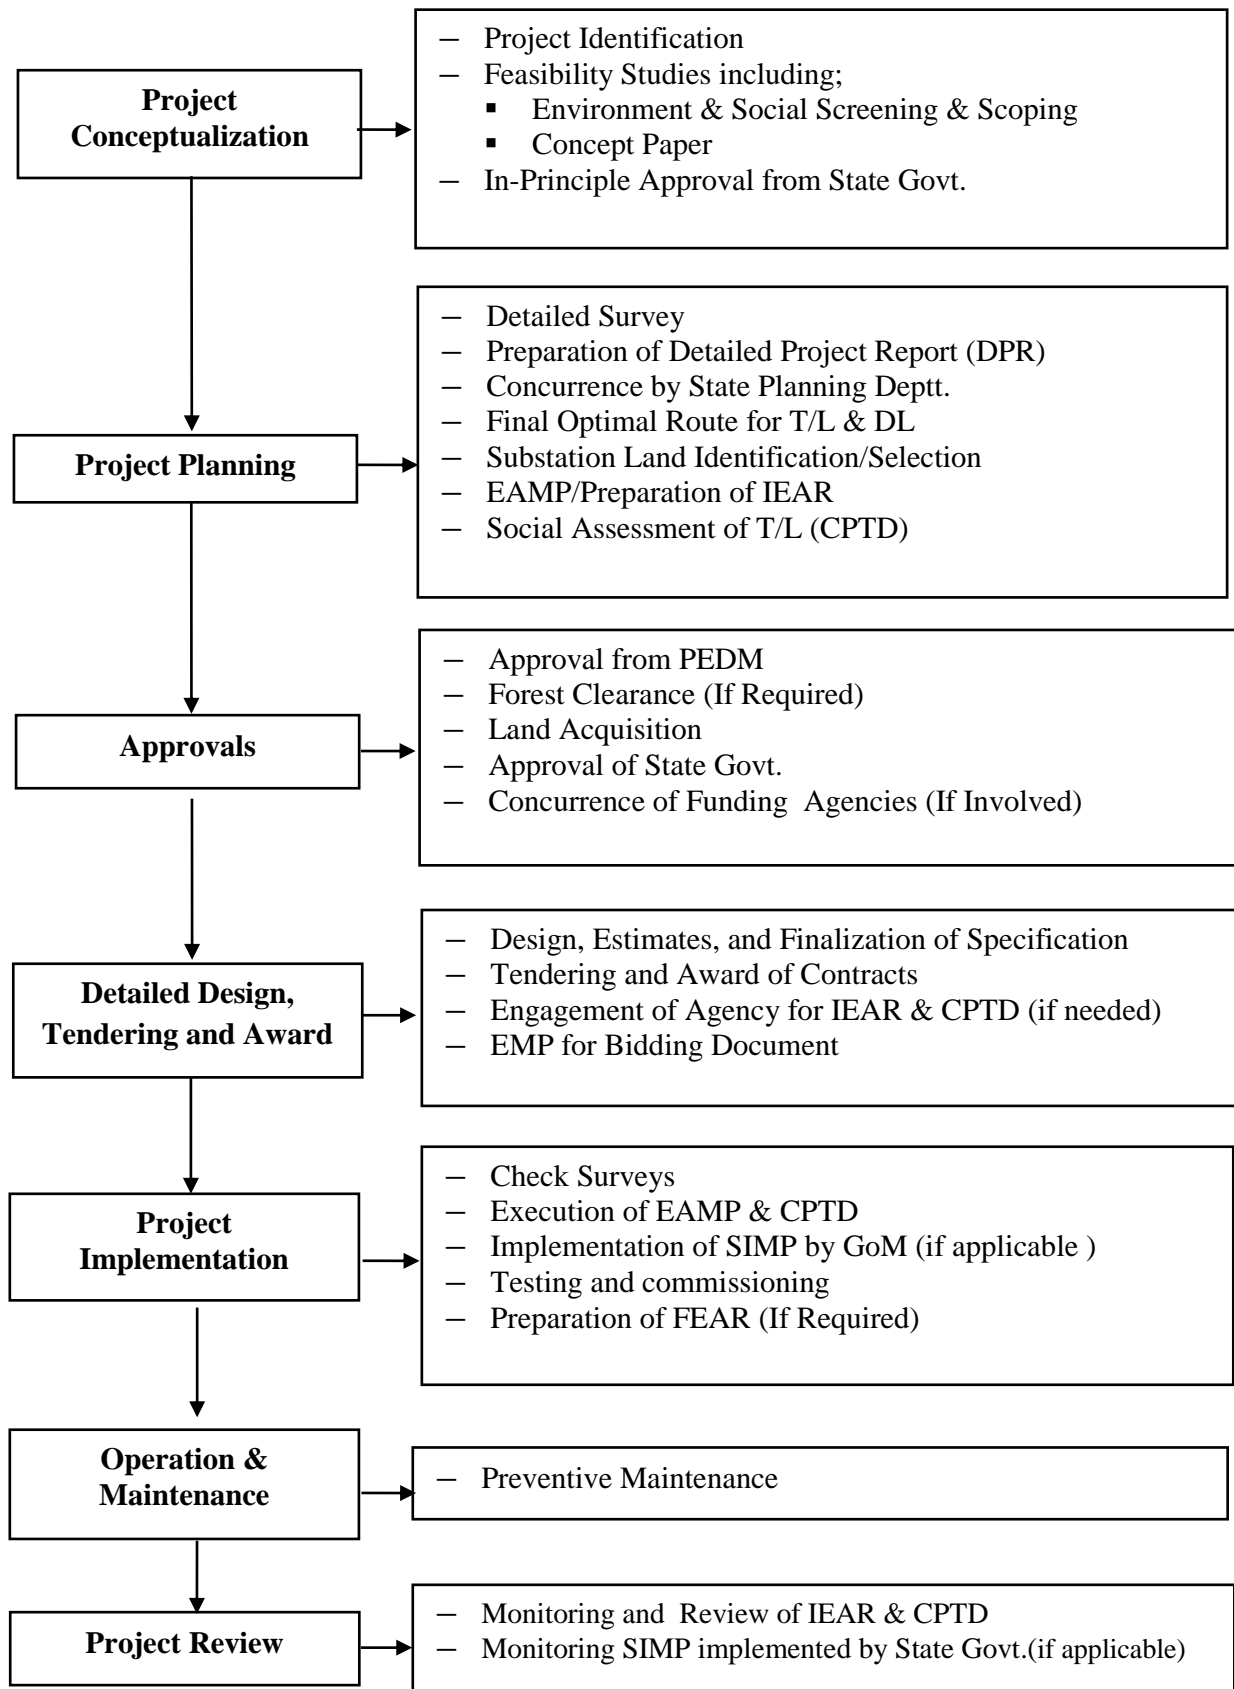 Project
Conceptualization
— Project Identification
— Feasibility Studies including;
▪ Environment & Social Screening & Scoping
▪ Concept Paper
— In-Principle Approval from State Govt.
Project Planning
— Detailed Survey
— Preparation of Detailed Project Report (DPR)
— Concurrence by State Planning Deptt.
— Final Optimal Route for T/L & DL
— Substation Land Identification/Selection
— EAMP/Preparation of IEAR
— Social Assessment of T/L (CPTD)
Approvals
— Approval from PEDM
— Forest Clearance (If Required)
— Land Acquisition
— Approval of State Govt.
— Concurrence of Funding Agencies (If Involved)
Detailed Design,
Tendering and Award
— Design, Estimates, and Finalization of Specification
— Tendering and Award of Contracts
— Engagement of Agency for IEAR & CPTD (if needed)
— EMP for Bidding Document
Project
Implementation
— Check Surveys
— Execution of EAMP & CPTD
— Implementation of SIMP by GoM (if applicable )
— Testing and commissioning
— Preparation of FEAR (If Required)
Operation &
Maintenance
— Preventive Maintenance
Project Review
— Monitoring and Review of IEAR & CPTD
— Monitoring SIMP implemented by State Govt.(if applicable)